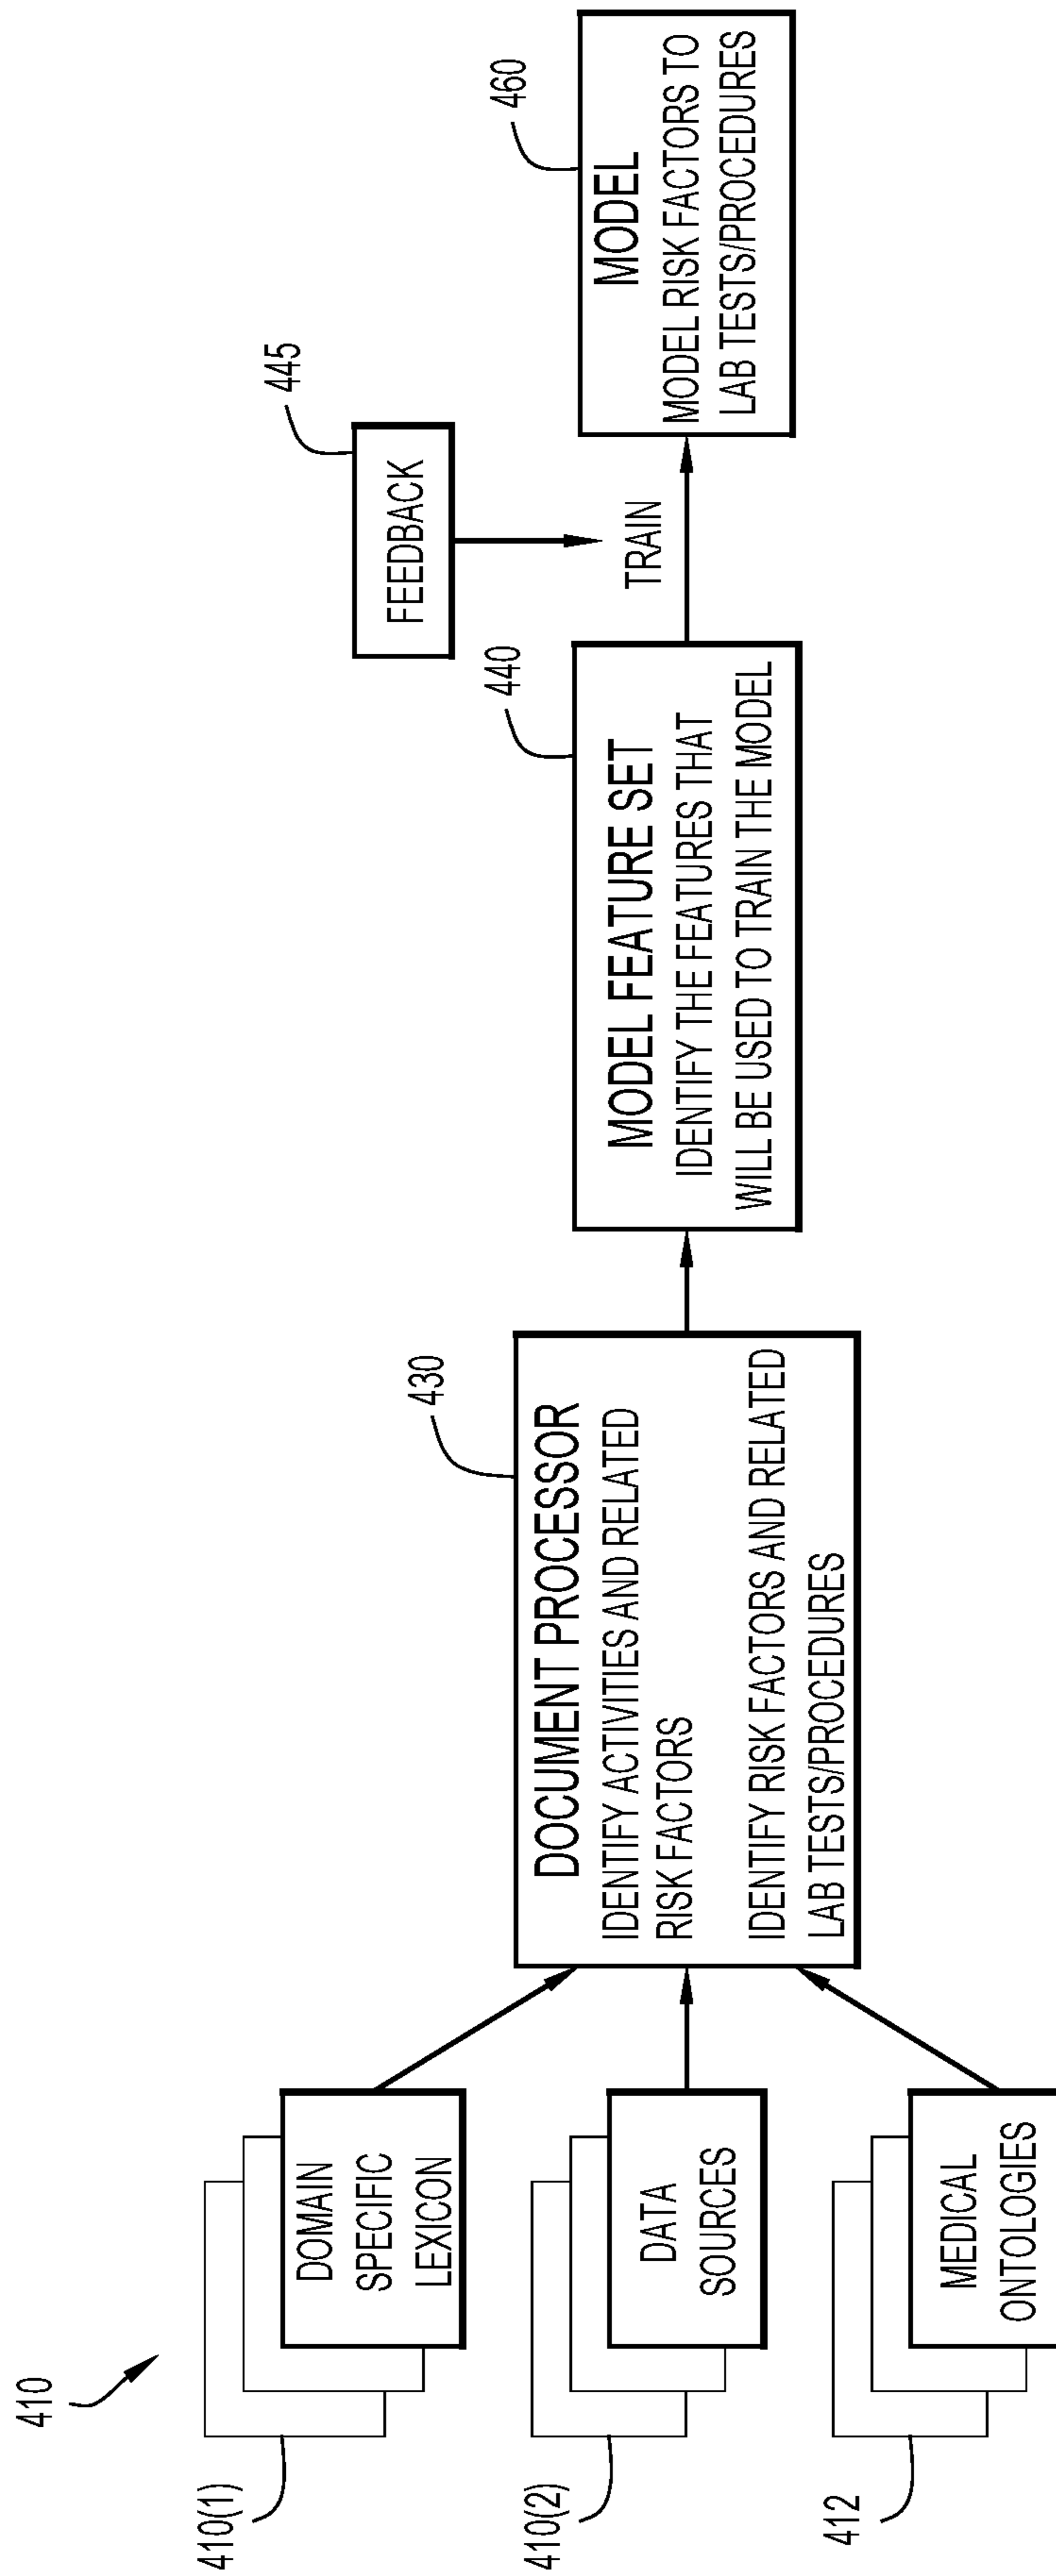 410
410(1)
DOMAIN
SPECIFIC
LEXICON
410(2)
DATA
SOURCES
412
MEDICAL
ONTOLOGIES
430
DOCUMENT PROCESSOR
IDENTIFY ACTIVITIES AND RELATED
RISK FACTORS
IDENTIFY RISK FACTORS AND RELATED
LAB TESTS/PROCEDURES
440
MODEL FEATURE SET
IDENTIFY THE FEATURES THAT
WILL BE USED TO TRAIN THE MODEL
445
FEEDBACK
TRAIN
460
MODEL
MODEL RISK FACTORS TO
LAB TESTS/PROCEDURES